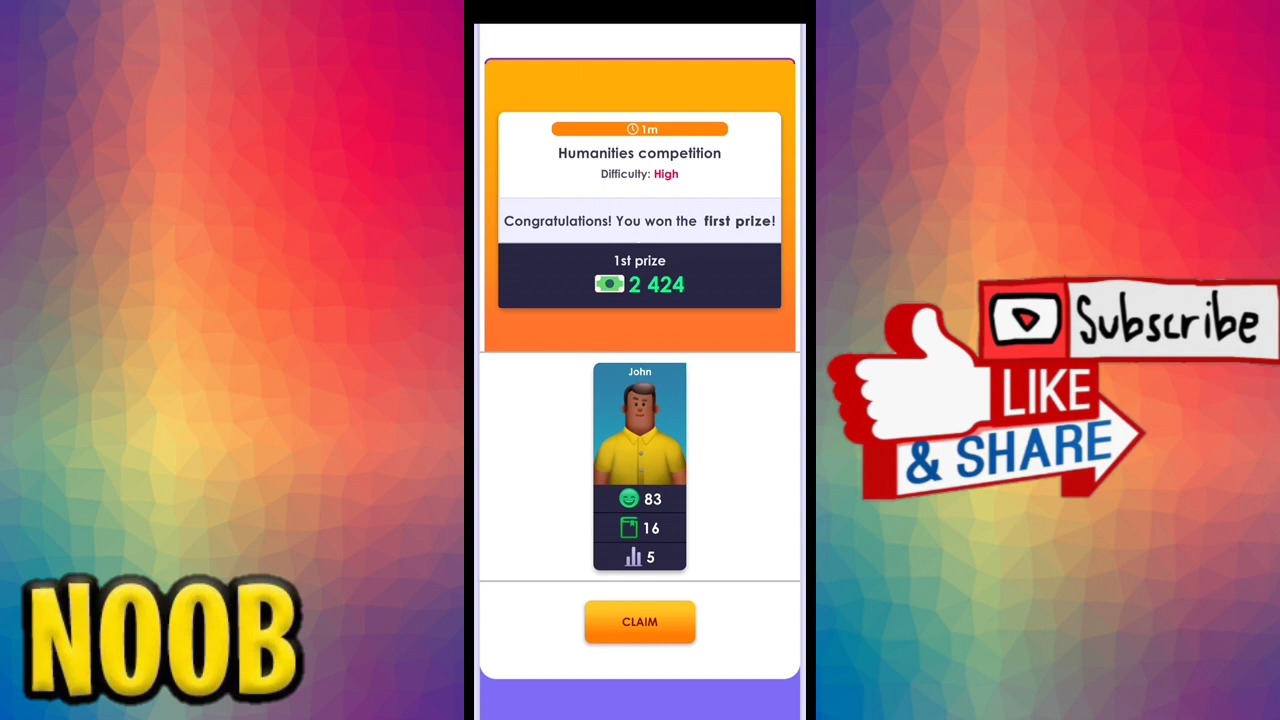 1m
Humanities competition
Difficulty: High
Congratulations! You won the first prize!
1st prize
2 424
John
83
16
5
CLAIM
Subscribe
LIKE
& SHARE
NOOB